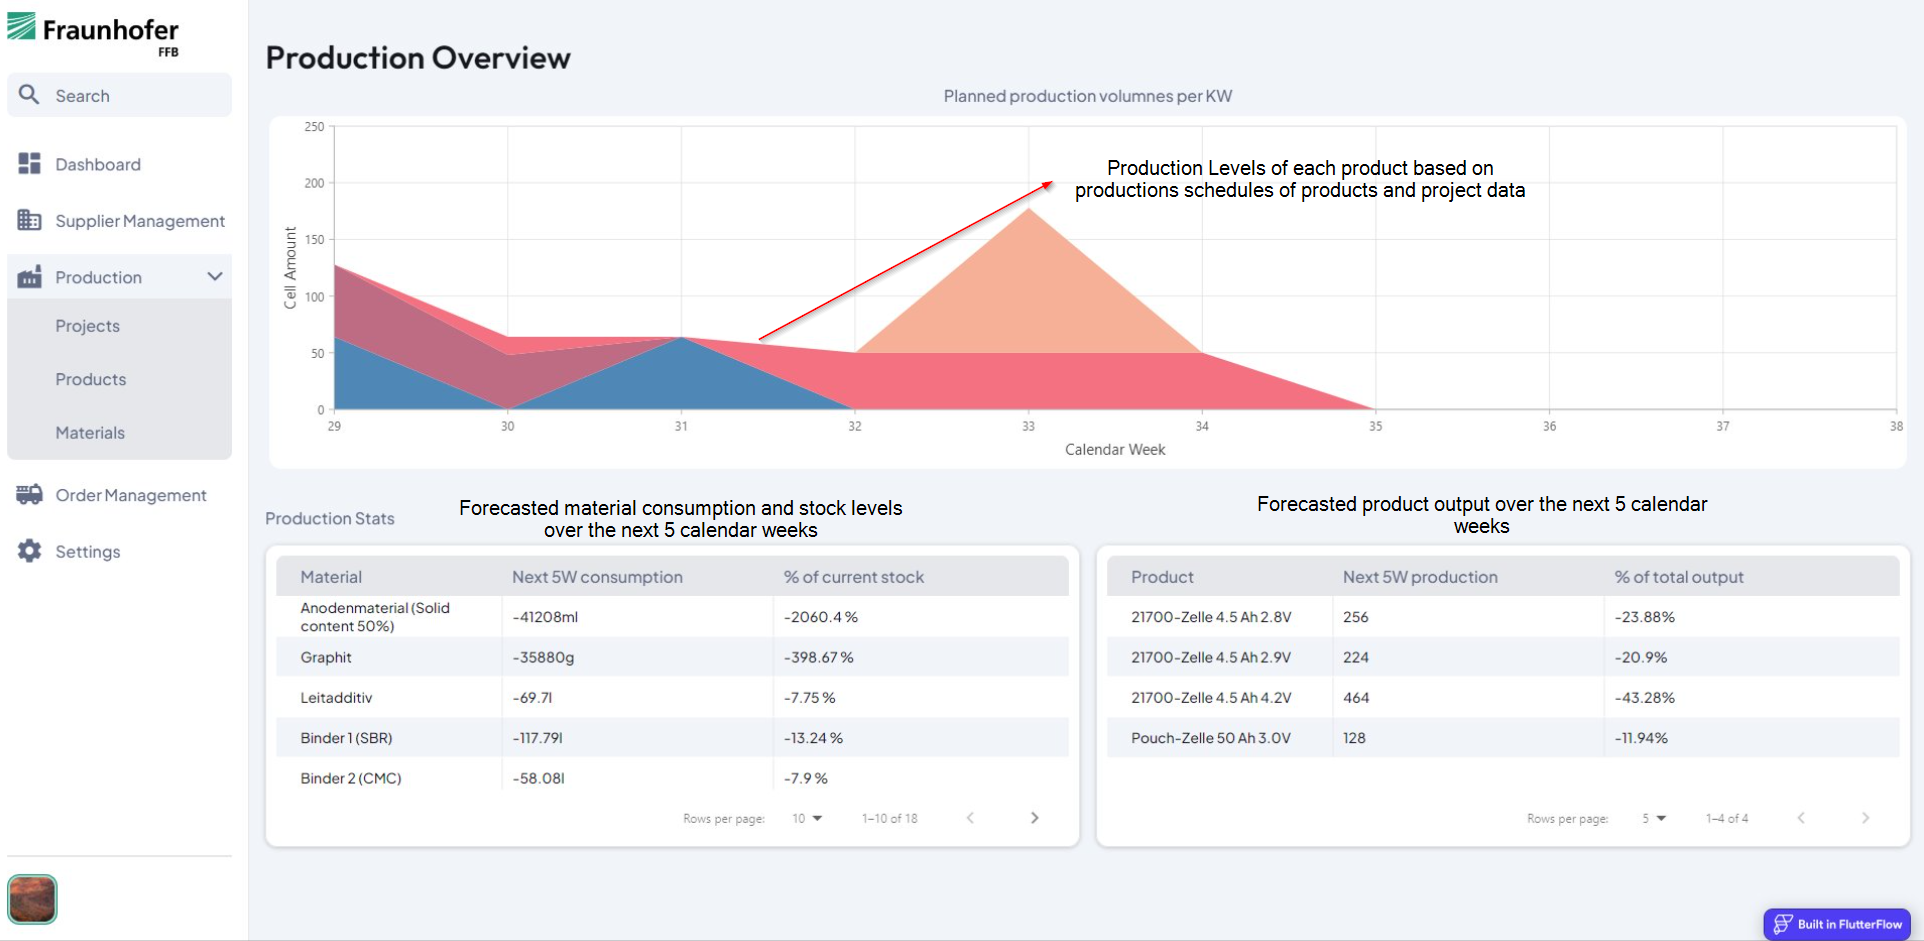 Fraunhofer
FFB
Search
Dashboard
Supplier Management
Production
Projects
Products
Materials
Order Management
Settings
Production Overview
Planned production volumnes per KW
250
200
150
100
50
0
Cell Amount
29 30 31 32 33 34 35 36 37 38
Calendar Week
Production Levels of each product based on
productions schedules of products and project data
Production Stats
Forecasted material consumption and stock levels
over the next 5 calendar weeks
Material Next 5W consumption % of current stock
Anodenmaterial (Solid
content 50%) -41208ml -2060.4 %
Graphit -35880g -398.67 %
Leitadditiv -69.7l -7.75 %
Binder 1 (SBR) -117.79l -13.24 %
Binder 2 (CMC) -58.08l -7.9 %
Rows per page: 10 1–10 of 18
Forecasted product output over the next 5 calendar
weeks
Product Next 5W production % of total output
21700-Zelle 4.5 Ah 2.8V 256 -23.88%
21700-Zelle 4.5 Ah 2.9V 224 -20.9%
21700-Zelle 4.5 Ah 4.2V 464 -43.28%
Pouch-Zelle 50 Ah 3.0V 128 -11.94%
Rows per page: 5 1–4 of 4
Built in FlutterFlow